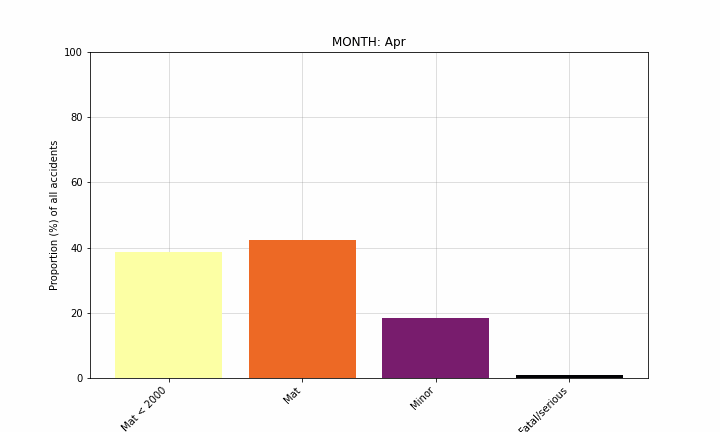 MONTH: Apr
Proportion (%) of all accidents
100
80
60
40
20
0
Mat < 2000
Mat
Minor
Fatal/serious